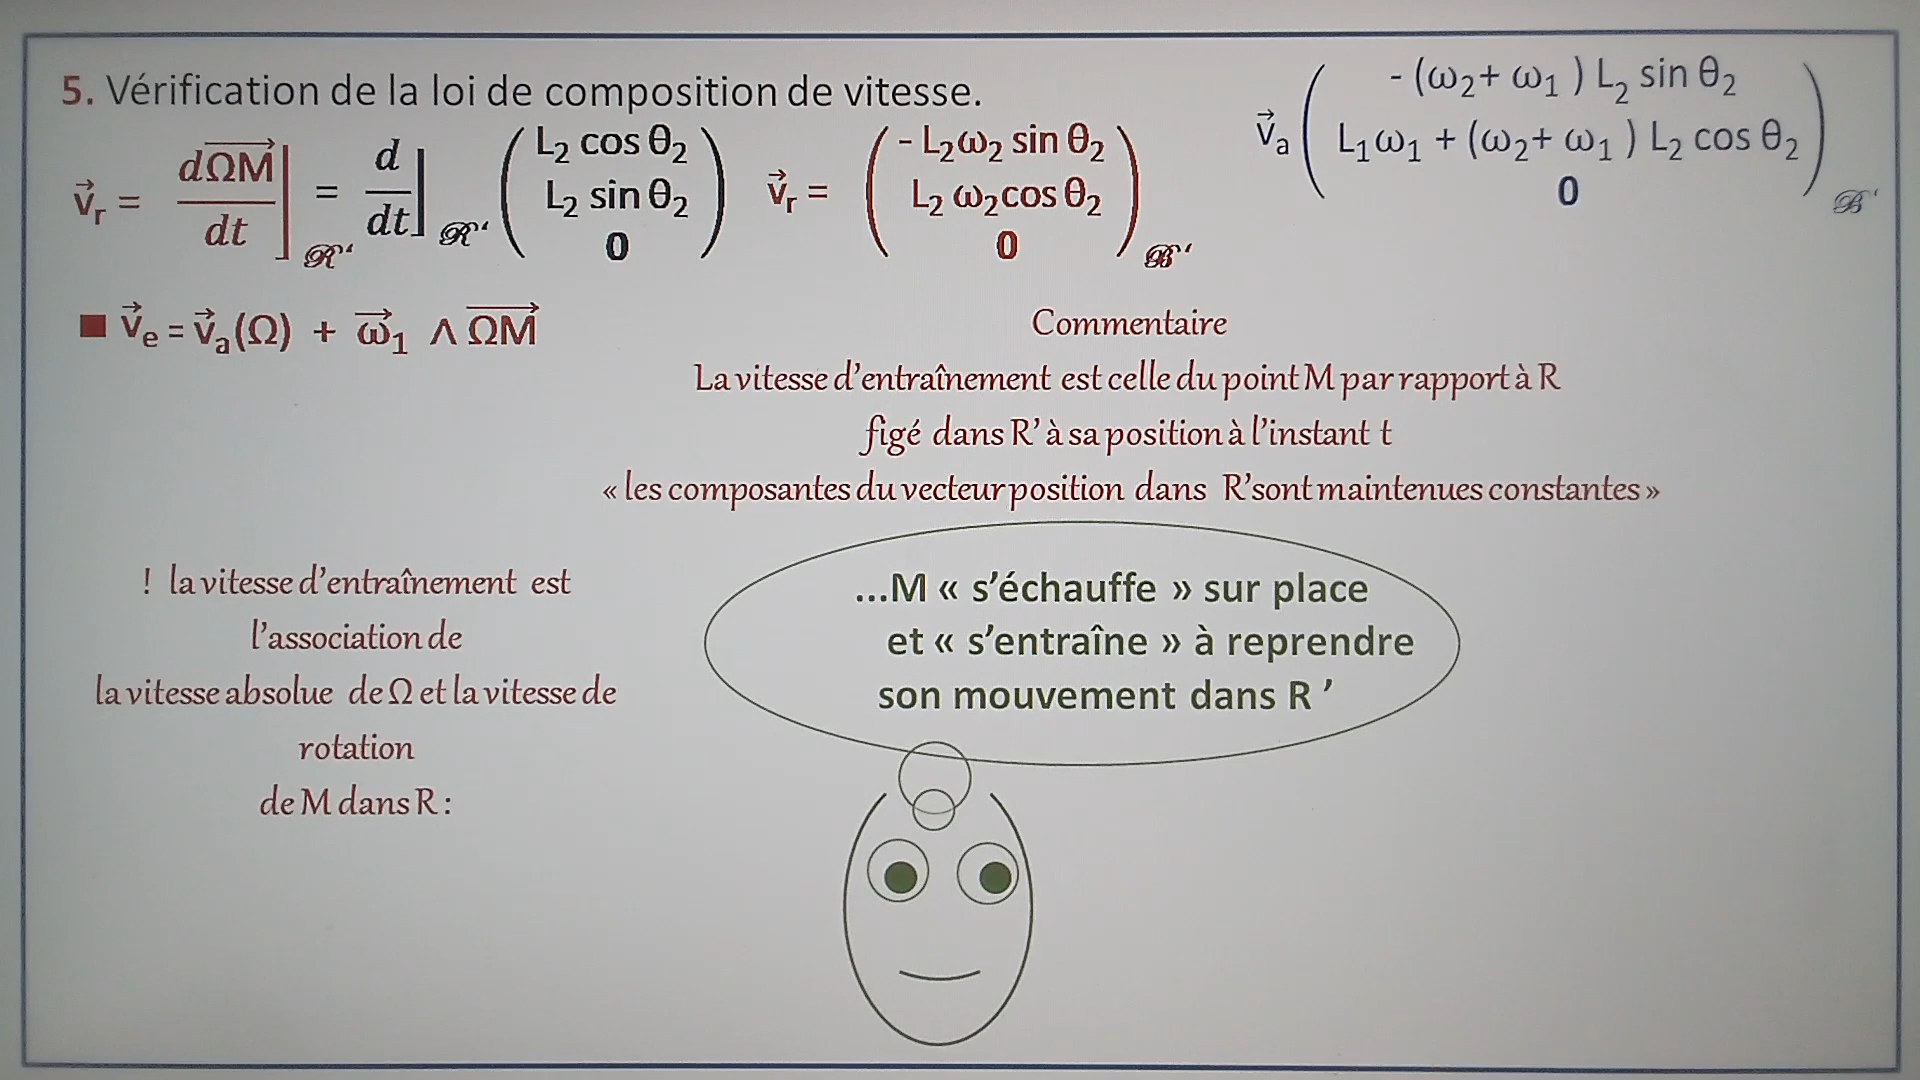 5. Vérification de la loi de composition de vitesse.
v⃗r = dΩM/dt|ℛ‘ = d/dt|ℛ‘ ( L2 cos θ2
L2 sin θ2
0 )
v⃗r = ( - L2ω2 sin θ2
L2 ω2cos θ2
0 )ℬ‘
v⃗a ( - (ω2+ ω1 ) L2 sin θ2
L1ω1 + (ω2+ ω1 ) L2 cos θ2
0 )ℬ‘
■ v⃗e = v⃗a(Ω) + ω⃗1 ∧ ΩM
Commentaire
La vitesse d’entraînement est celle du point M par rapport à R
figé dans R’ à sa position à l’instant t
« les composantes du vecteur position dans R’sont maintenues constantes »
! la vitesse d’entraînement est
l’association de
la vitesse absolue de Ω et la vitesse de
rotation
de M dans R :
...M « s’échauffe » sur place
et « s’entraîne » à reprendre
son mouvement dans R ’